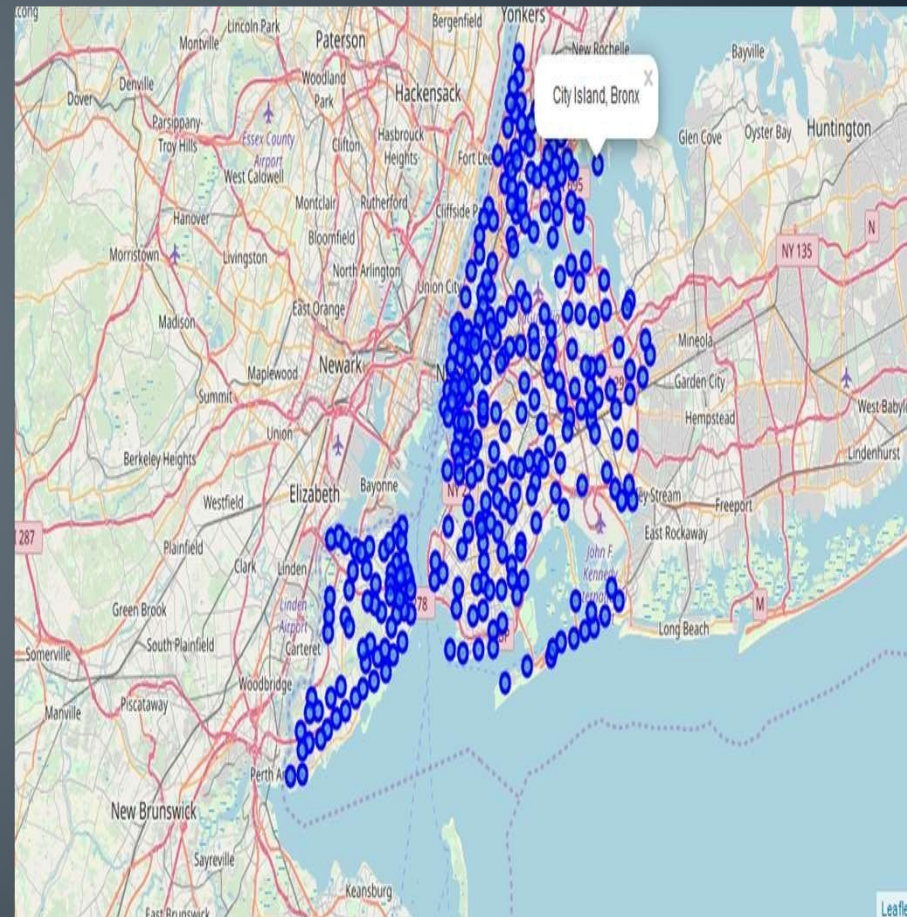 Yonkers
Lincoln Park
Bergenfield
Montville
Paterson
New Rochelle
Bayville
×
City Island, Bronx
Denville
Woodland
Park
Hackensack
Dover
Parsippany-
Troy Hills
Essex County
Airport
Clifton
Hasbrouck
Heights
Fort Lee
Glen Cove
Oyster Bay
Huntington
West Caldwell
Montclair
Rutherford
Cliffside
Hanover
Bloomfield
N
NY 135
Morristown
Livingston
North Arlington
Union City
East Orange
Madison
Mineola
Newark
Maplewood
Garden City
Summit
Hempstead
Union
Berkeley Heights
Lindenhurst
Elizabeth
Bayonne
NY
Stream
Freeport
Westfield
East Rockaway
287
Plainfield
Clark
Linden
John F.
Kennedy
Green Brook
Linden
Airport
278
M
Long Beach
South Plainfield
Carteret
Somerville
Woodbridge
Piscataway
Manville
Perth
New Brunswick
Sayreville
Keansburg
East Brunswick